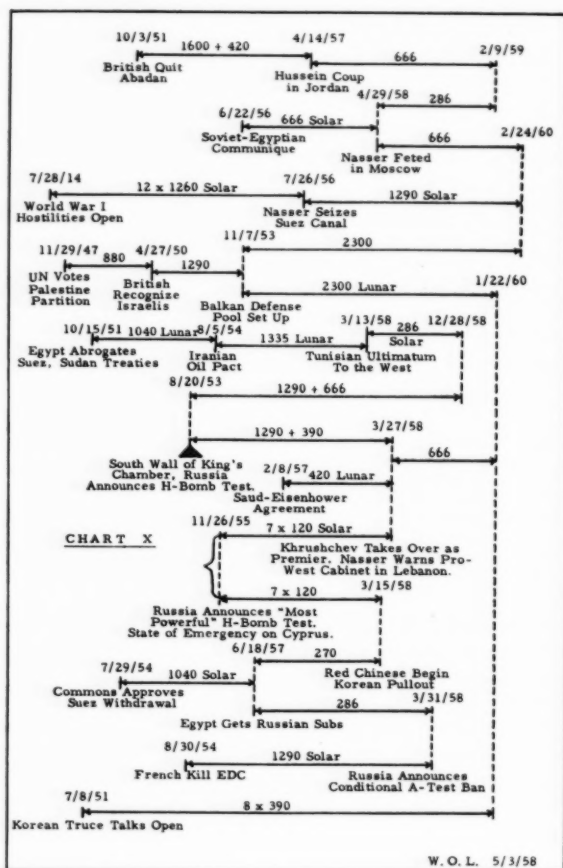 10/3/51 4/14/57 2/9/59
1600 + 420 666
British Quit
Abadan
Hussein Coup
in Jordan
4/29/58 286
6/22/56
666 Solar
Soviet-Egyptian
Communique
666
Nasser Feted
in Moscow
2/24/60
7/28/14 7/26/56
12 x 1260 Solar 1290 Solar
World War I
Hostilities Open
Nasser Seizes
Suez Canal
11/7/53
2300
11/29/47 4/27/50
880 1290
UN Votes
Palestine
Partition
British
Recognize
Israelis
2300 Lunar
Balkan Defense
Pool Set Up
1/22/60
10/15/51 8/5/54 3/13/58 12/28/58
1040 Lunar 1335 Lunar 286
Solar
Egypt Abrogates
Suez, Sudan Treaties
Iranian
Oil Pact
Tunisian Ultimatum
To the West
8/20/53
1290 + 666
1290 + 390
3/27/58
666
South Wall of King's
Chamber, Russia
Announces H-Bomb Test.
2/8/57
420 Lunar
Saud-Eisenhower
Agreement
11/26/55
7 x 120 Solar
CHART X
Khrushchev Takes Over as
Premier. Nasser Warns Pro-
West Cabinet in Lebanon.
7 x 120
3/15/58
Russia Announces "Most
Powerful" H-Bomb Test.
State of Emergency on Cyprus.
6/18/57
270
Red Chinese Begin
Korean Pullout
7/29/54
1040 Solar
Commons Approves
Suez Withdrawal
286
3/31/58
Egypt Gets Russian Subs
8/30/54
1290 Solar
French Kill EDC
Russia Announces
Conditional A-Test Ban
7/8/51
8 x 390
Korean Truce Talks Open
W. O. L. 5/3/58